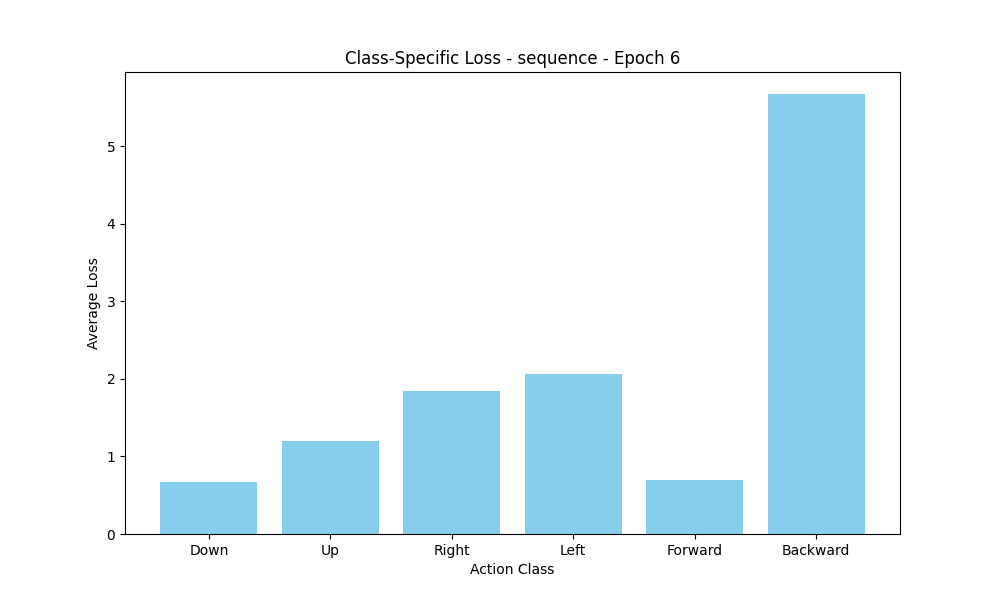 Class-Specific Loss - sequence - Epoch 6
Average Loss
5
4
3
2
1
0
Down Up Right Left Forward Backward
Action Class